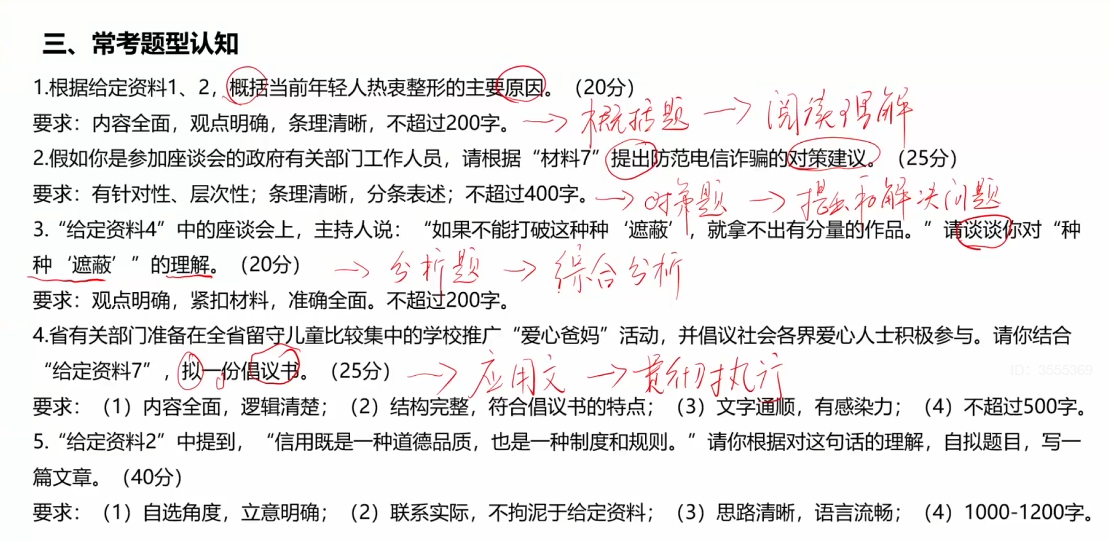 三、常考题型认知
1.根据给定资料1、2，概括当前年轻人热衷整形的主要原因。（20分）
要求：内容全面，观点明确，条理清晰，不超过200字。 → 概括题 → 阅读理解
2.假如你是参加座谈会的政府有关部门工作人员，请根据“材料7”提出防范电信诈骗的对策建议。（25分）
要求：有针对性、层次性；条理清晰，分条表述；不超过400字。 → 对策题 → 提出和解决问题
3.“给定资料4”中的座谈会上，主持人说：“如果不能打破这种种‘遮蔽’，就拿不出有分量的作品。”请谈谈你对“种
种‘遮蔽’”的理解。（20分） → 分析题 → 综合分析
要求：观点明确，紧扣材料，准确全面。不超过200字。
4.省有关部门准备在全省留守儿童比较集中的学校推广“爱心爸妈”活动，并倡议社会各界爱心人士积极参与。请你结合
“给定资料7”，拟一份倡议书。（25分） → 应用文 → 贯彻执行
ID：3555369
要求：（1）内容全面，逻辑清楚；（2）结构完整，符合倡议书的特点；（3）文字通顺，有感染力；（4）不超过500字。
5.“给定资料2”中提到，“信用既是一种道德品质，也是一种制度和规则。”请你根据对这句话的理解，自拟题目，写一
篇文章。（40分）
要求：（1）自选角度，立意明确；（2）联系实际，不拘泥于给定资料；（3）思路清晰，语言流畅；（4）1000-1200字。